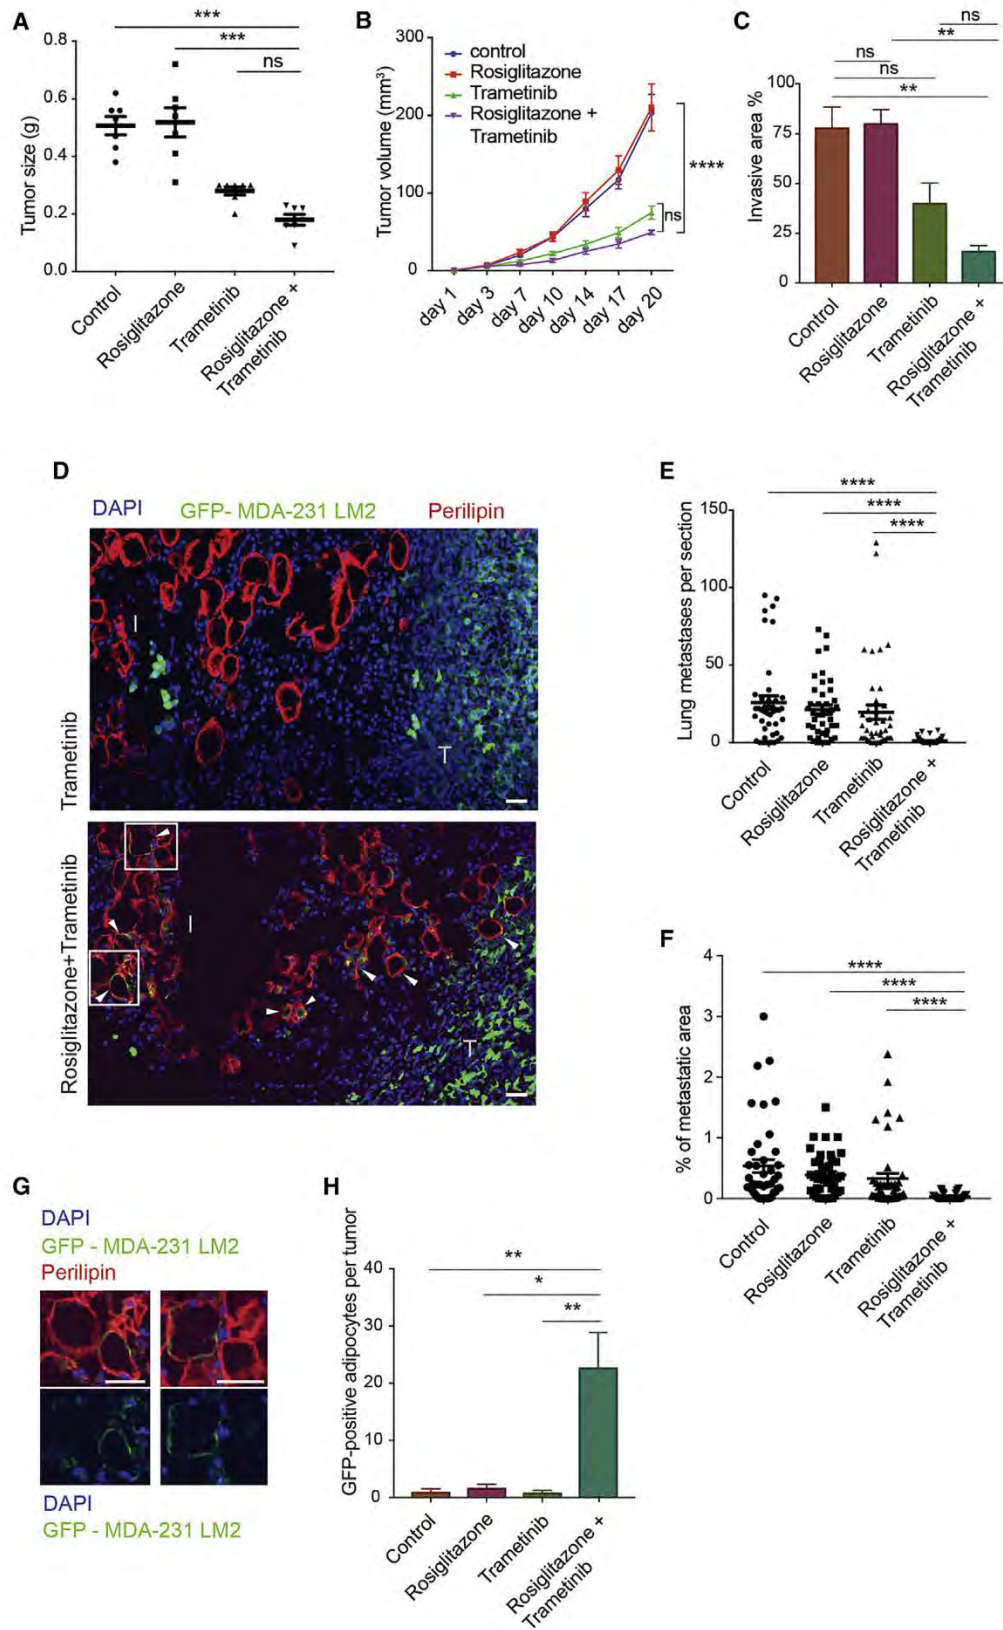 A
***
***
ns
0.8
0.6
0.4
0.2
0.0
Tumor size (g)
Control
Rosiglitazone
Trametinib
Rosiglitazone +
Trametinib
B
300
200
100
0
Tumor volume (mm³)
control
Rosiglitazone
Trametinib
Rosiglitazone +
Trametinib
ns
****
day 1
day 3
day 7
day 10
day 14
day 17
day 20
C
ns
**
ns
ns
**
75
50
25
0
Invasive area %
Control
Rosiglitazone
Trametinib
Rosiglitazone +
Trametinib
D
DAPI GFP- MDA-231 LM2 Perilipin
Trametinib
I
T
Rosiglitazone+Trametinib
I
T
E
****
****
****
150
100
50
0
Lung metastases per section
Control
Rosiglitazone
Trametinib
Rosiglitazone +
Trametinib
F
****
****
****
4
3
2
1
0
% of metastatic area
Control
Rosiglitazone
Trametinib
Rosiglitazone +
Trametinib
G
DAPI
GFP - MDA-231 LM2
Perilipin
DAPI
GFP - MDA-231 LM2
H
**
*
**
40
30
20
10
0
GFP-positive adipocytes per tumor
Control
Rosiglitazone
Trametinib
Rosiglitazone +
Trametinib